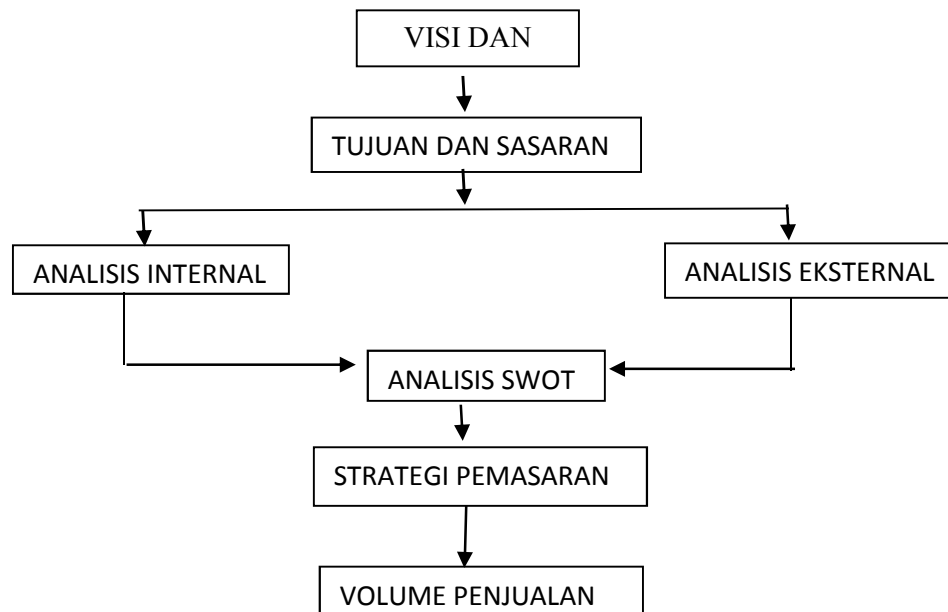 VISI DAN
TUJUAN DAN SASARAN
ANALISIS INTERNAL
ANALISIS EKSTERNAL
ANALISIS SWOT
STRATEGI PEMASARAN
VOLUME PENJUALAN